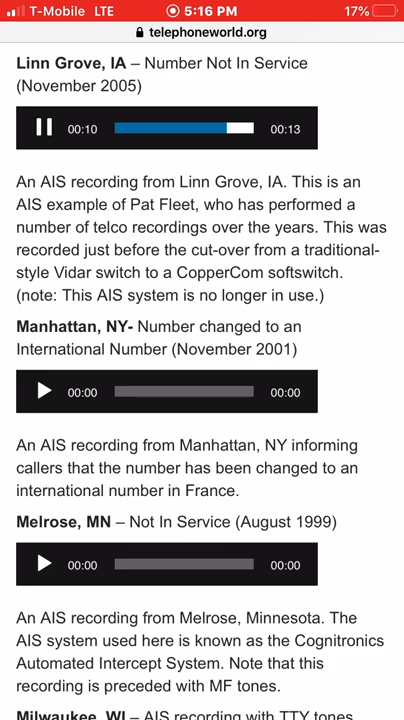 T-Mobile LTE 5:16 PM 17%
telephoneworld.org
Linn Grove, IA – Number Not In Service
(November 2005)
00:10 00:13
An AIS recording from Linn Grove, IA. This is an
AIS example of Pat Fleet, who has performed a
number of telco recordings over the years. This was
recorded just before the cut-over from a traditional-
style Vidar switch to a CopperCom softswitch.
(note: This AIS system is no longer in use.)
Manhattan, NY- Number changed to an
International Number (November 2001)
00:00 00:00
An AIS recording from Manhattan, NY informing
callers that the number has been changed to an
international number in France.
Melrose, MN – Not In Service (August 1999)
00:00 00:00
An AIS recording from Melrose, Minnesota. The
AIS system used here is known as the Cognitronics
Automated Intercept System. Note that this
recording is preceded with MF tones.
Milwaukee, WI – AIS recording with TTY tones